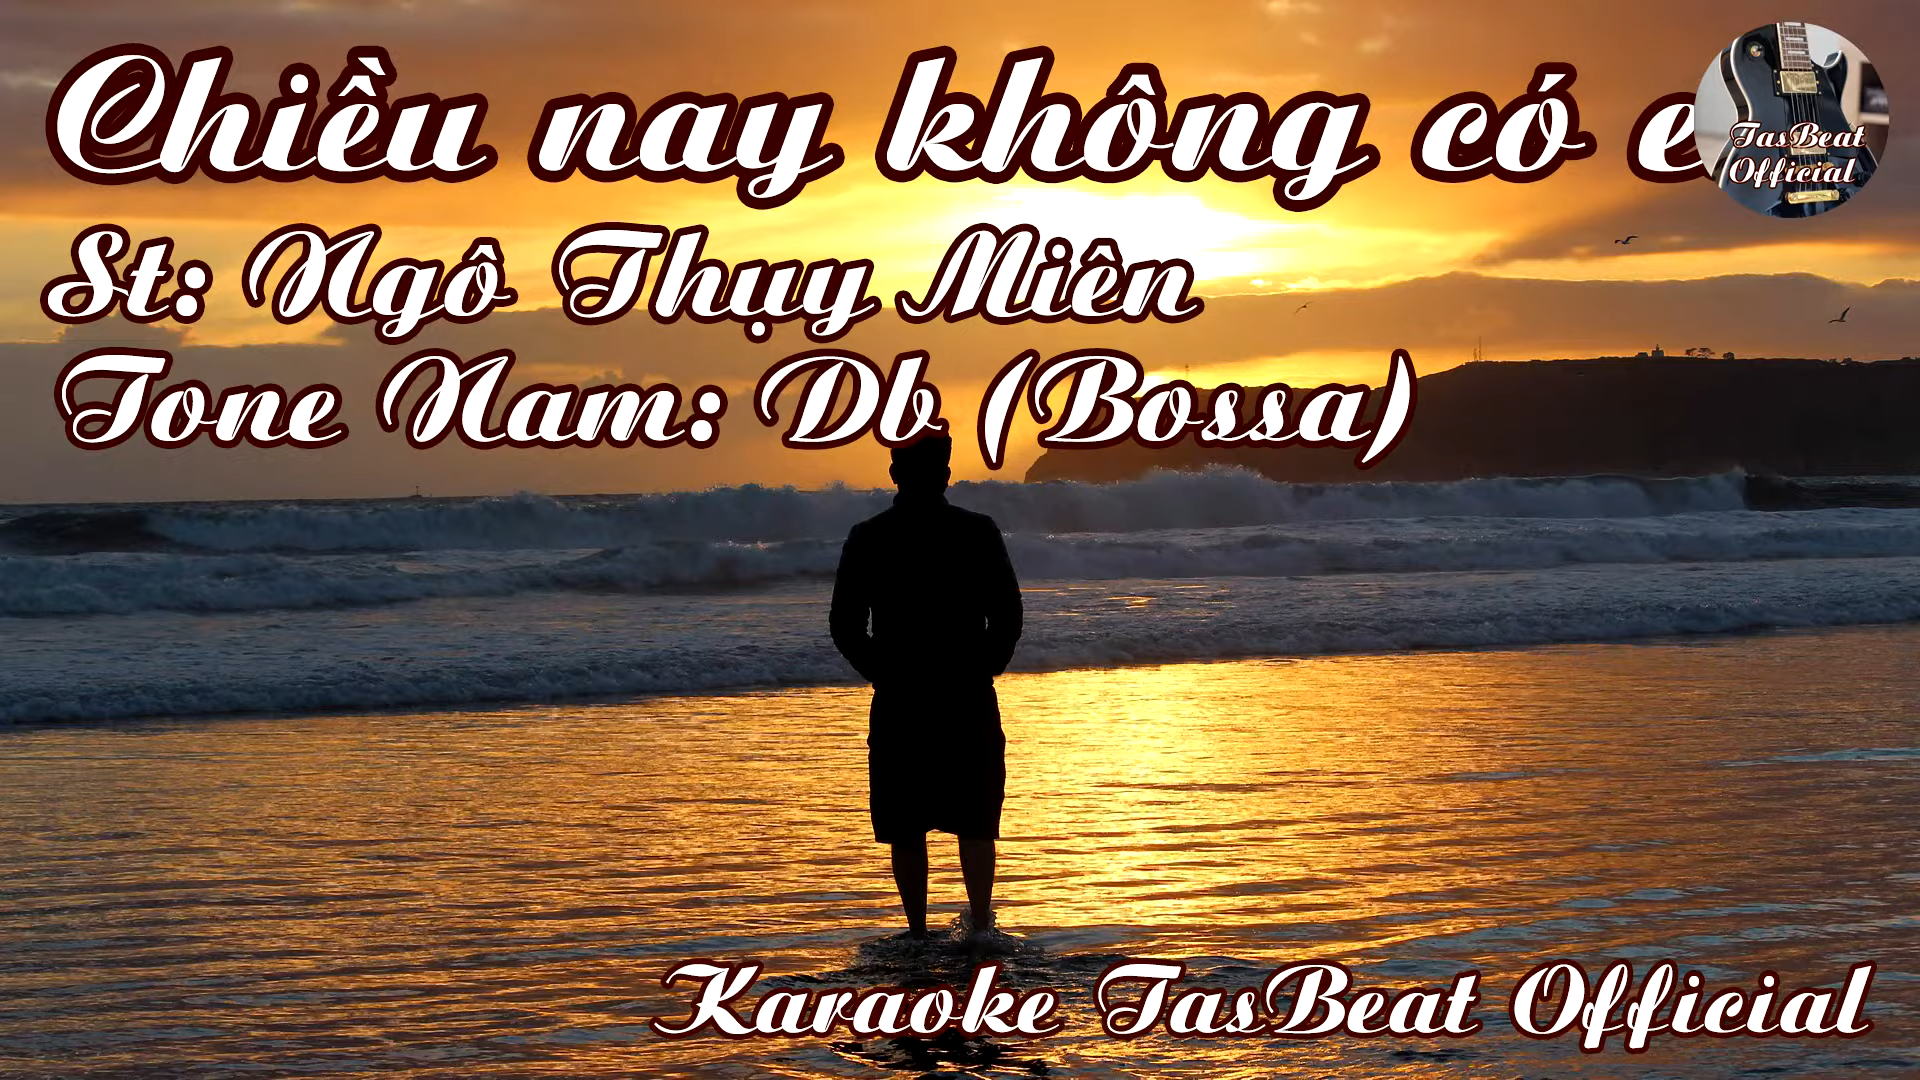 Chiều nay không có e
TasBeat
Official
St: Ngô Thụy Miên
Tone Nam: Db (Bossa)
Karaoke TasBeat Official